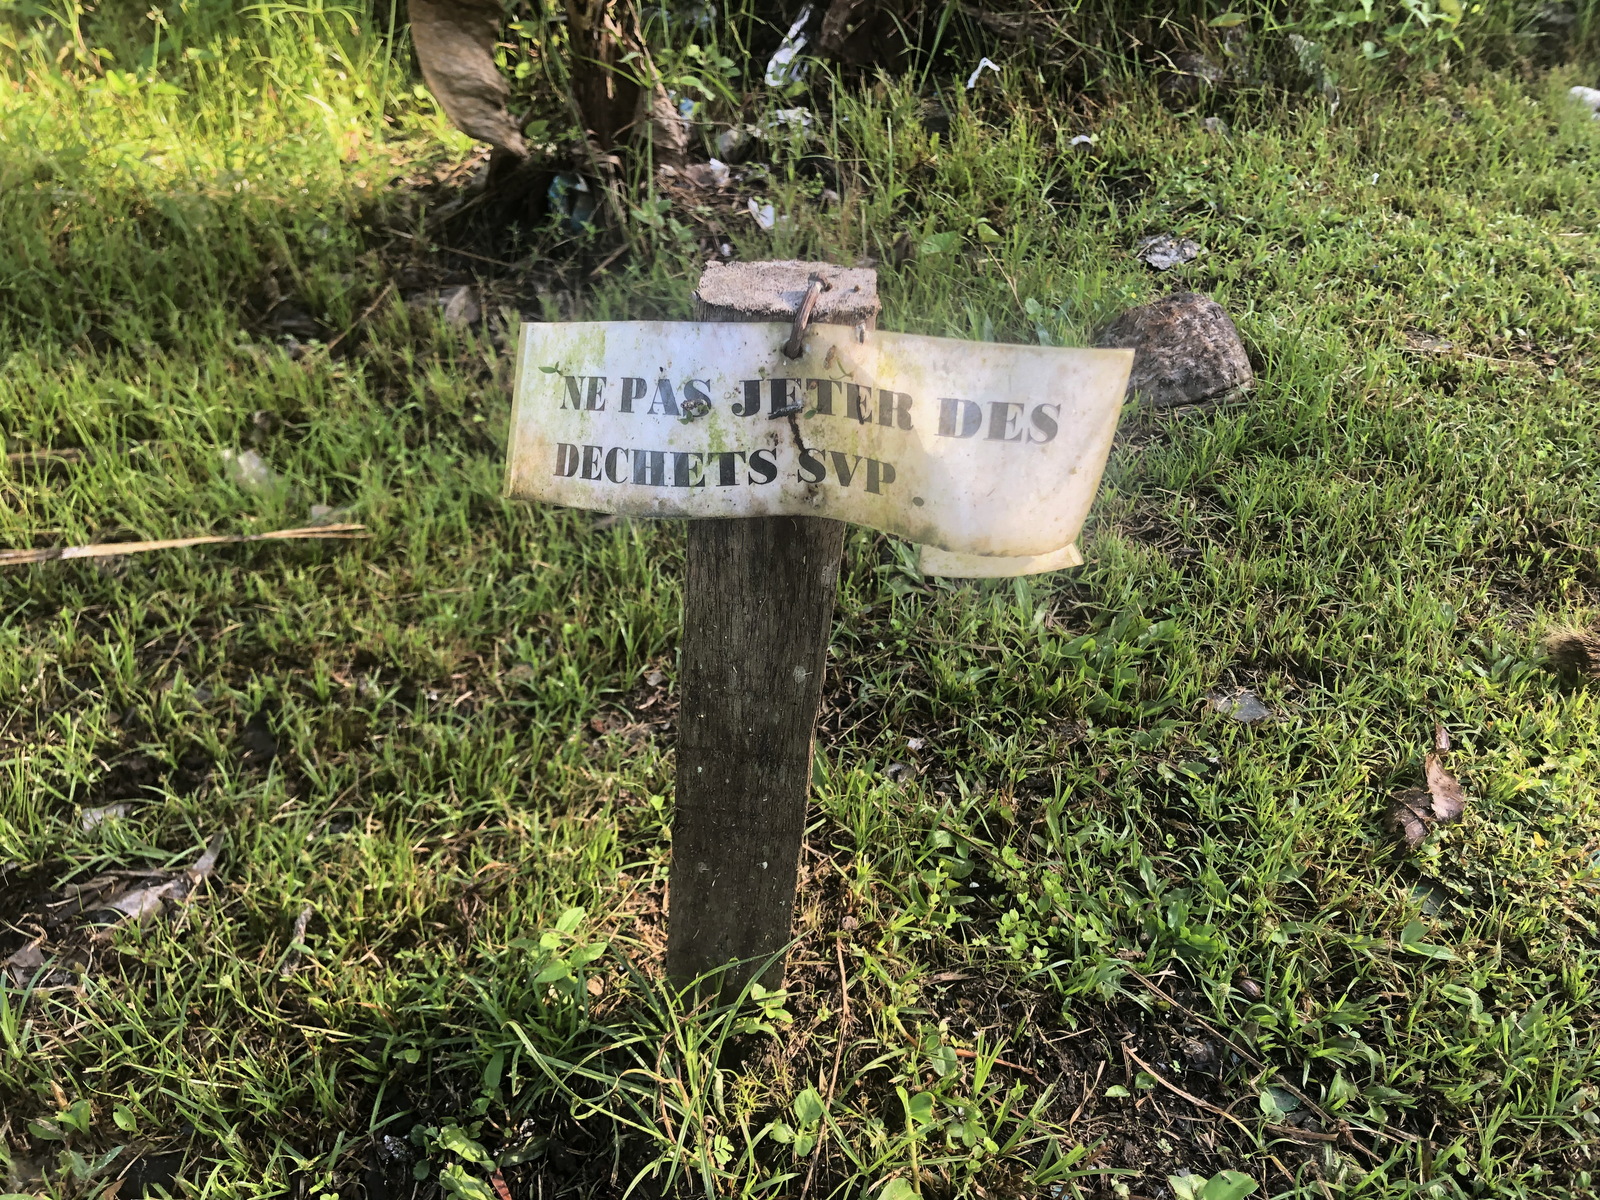 NE PAS JETER DES
DECHETS SVP.